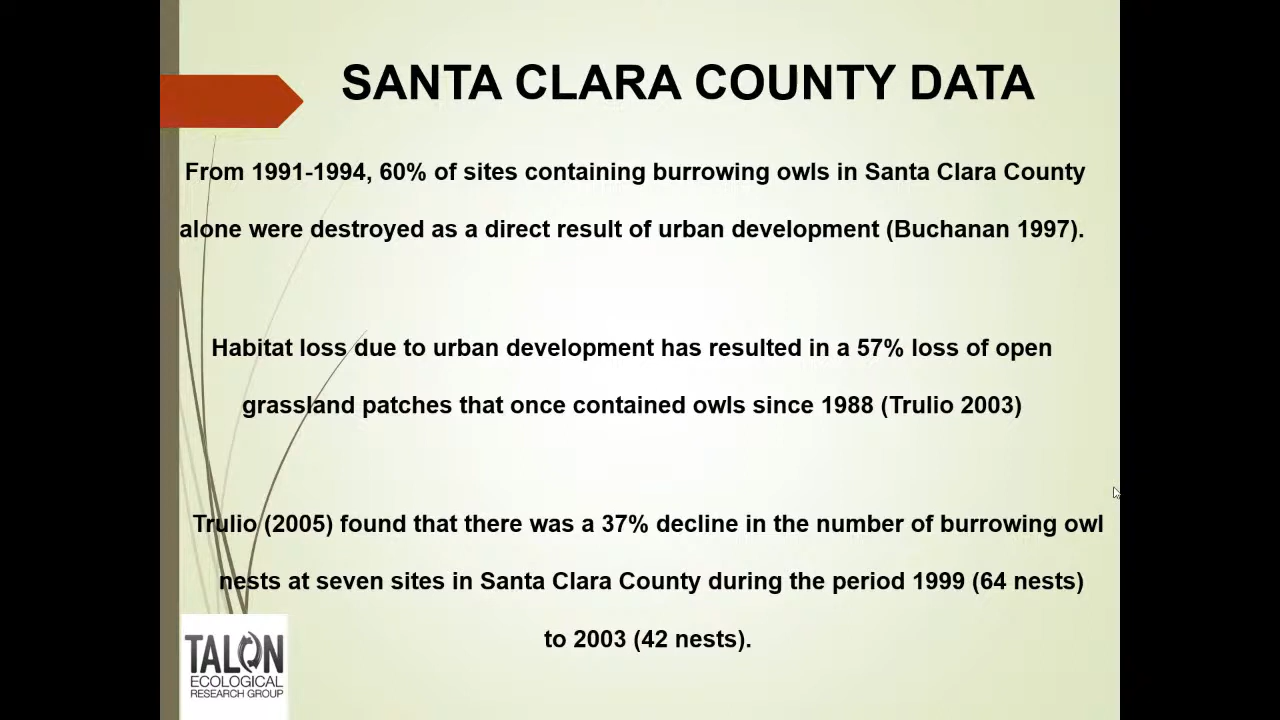 SANTA CLARA COUNTY DATA
From 1991-1994, 60% of sites containing burrowing owls in Santa Clara County
alone were destroyed as a direct result of urban development (Buchanan 1997).
Habitat loss due to urban development has resulted in a 57% loss of open
grassland patches that once contained owls since 1988 (Trulio 2003)
Trulio (2005) found that there was a 37% decline in the number of burrowing owl
nests at seven sites in Santa Clara County during the period 1999 (64 nests)
to 2003 (42 nests).
TALON
ECOLOGICAL
RESEARCH GROUP